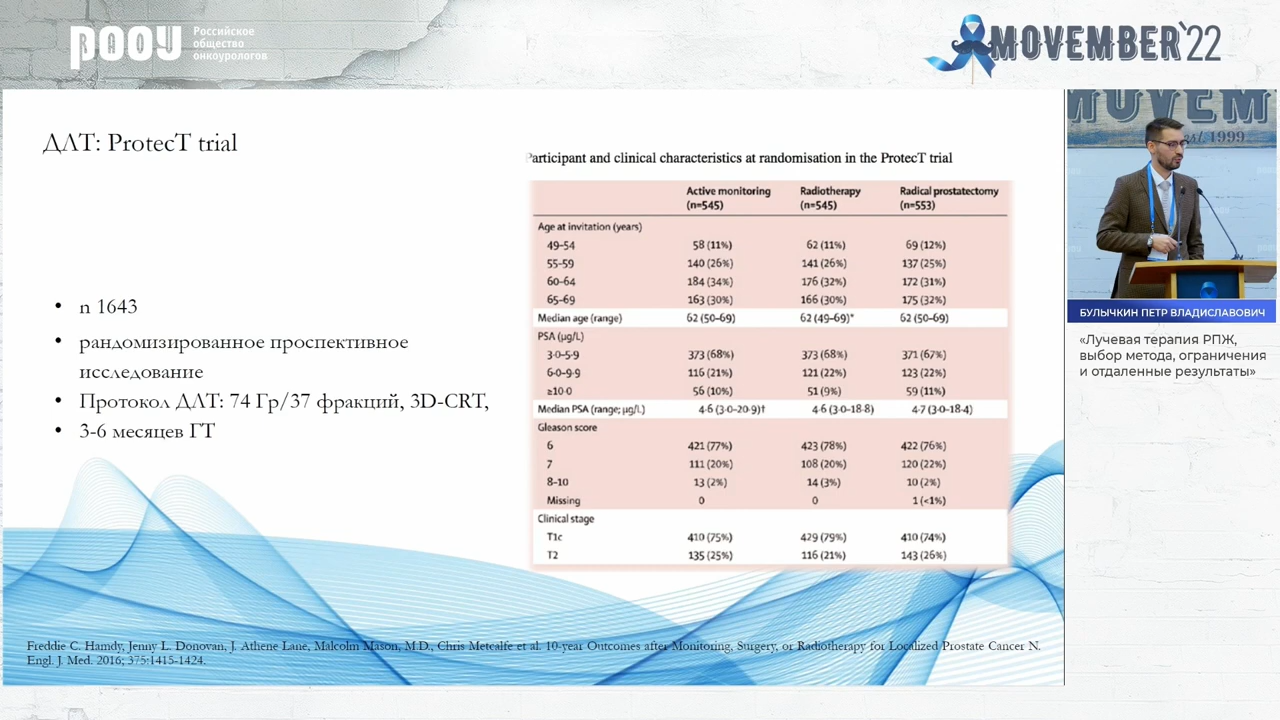 РООУ
Российское
общество
онкоурологов
MOVEMBER`22
ДЛТ: ProtecT trial
• n 1643
• рандомизированное проспективное
исследование
• Протокол ДЛТ: 74 Гр/37 фракций, 3D-CRT,
• 3-6 месяцев ГТ
Participant and clinical characteristics at randomisation in the ProtecT trial
Active monitoring (n=545) Radiotherapy (n=545) Radical prostatectomy (n=553)
Age at invitation (years)
49-54 58 (11%) 62 (11%) 69 (12%)
55-59 140 (26%) 141 (26%) 137 (25%)
60-64 184 (34%) 176 (32%) 172 (31%)
65-69 163 (30%) 166 (30%) 175 (32%)
Median age (range) 62 (50-69) 62 (49-69)* 62 (50-69)
PSA (µg/L)
3·0-5·9 373 (68%) 373 (68%) 371 (67%)
6·0-9·9 116 (21%) 121 (22%) 123 (22%)
≥10·0 56 (10%) 51 (9%) 59 (11%)
Median PSA (range; µg/L) 4·6 (3·0-20·9)† 4·6 (3·0-18·8) 4·7 (3·0-18·4)
Gleason score
6 421 (77%) 423 (78%) 422 (76%)
7 111 (20%) 108 (20%) 120 (22%)
8-10 13 (2%) 14 (3%) 10 (2%)
Missing 0 0 1 (<1%)
Clinical stage
T1c 410 (75%) 429 (79%) 410 (74%)
T2 135 (25%) 116 (21%) 143 (26%)
Freddie C. Hamdy, Jenny L. Donovan, J. Athene Lane, Malcolm Mason, M.D., Chris Metcalfe et al. 10-year Outcomes after Monitoring, Surgery, or Radiotherapy for Localized Prostate Cancer N.
Engl. J. Med. 2016; 375:1415-1424.
MOVEM
1999
БУЛЫЧКИН ПЕТР ВЛАДИСЛАВОВИЧ
«Лучевая терапия РПЖ,
выбор метода, ограничения
и отдаленные результаты»